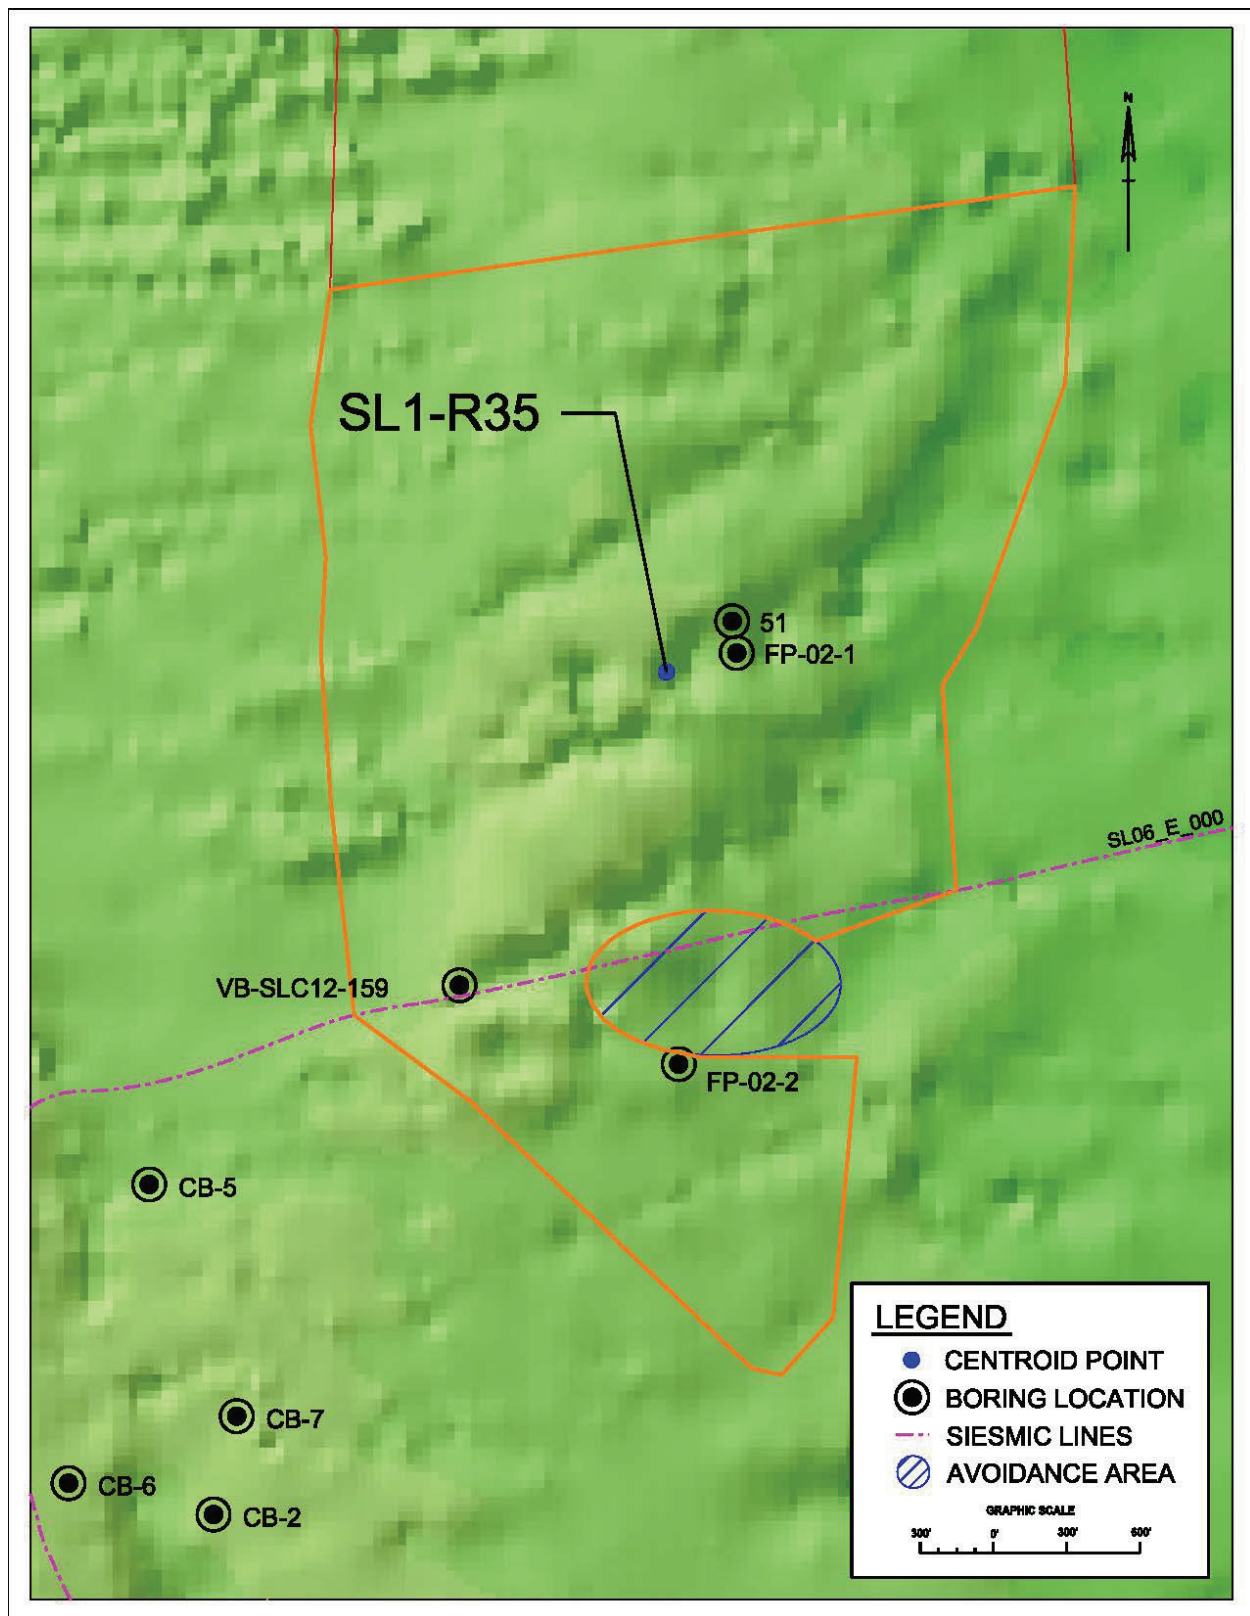 N
SL1-R35
51
FP-02-1
SL06_E_000
VB-SLC12-159
FP-02-2
CB-5
CB-7
CB-6
CB-2
LEGEND
CENTROID POINT
BORING LOCATION
SIESMIC LINES
AVOIDANCE AREA
GRAPHIC SCALE
300' 0' 300' 600'